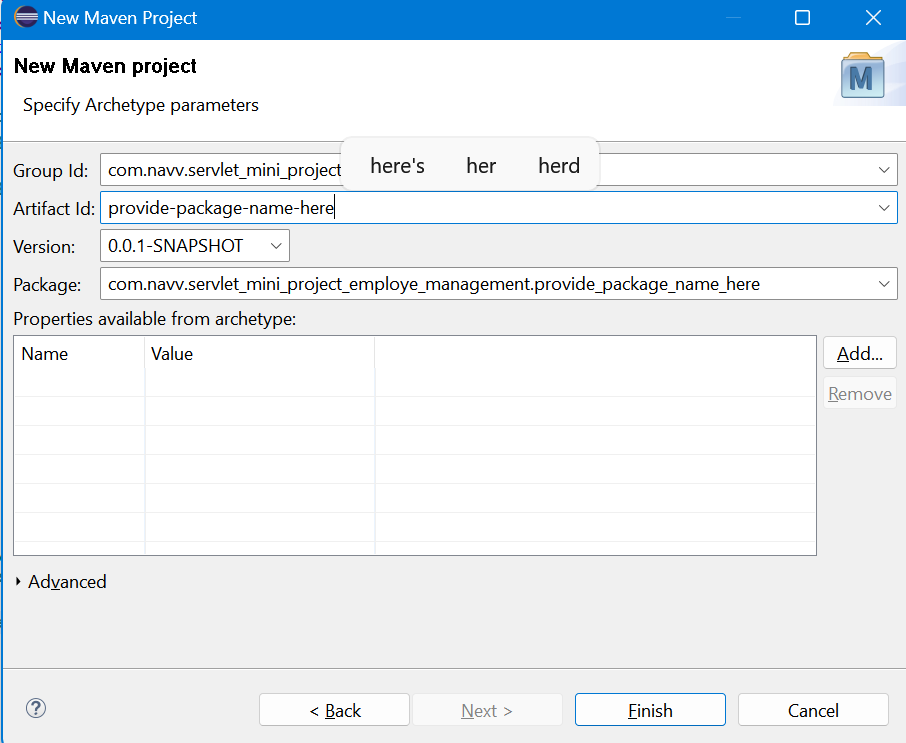 New Maven Project
New Maven project
Specify Archetype parameters
here's her herd
Group Id: com.navv.servlet_mini_project
Artifact Id: provide-package-name-here
Version: 0.0.1-SNAPSHOT
Package: com.navv.servlet_mini_project_employe_management.provide_package_name_here
Properties available from archetype:
Name Value
Add...
Remove
Advanced
< Back Next > Finish Cancel